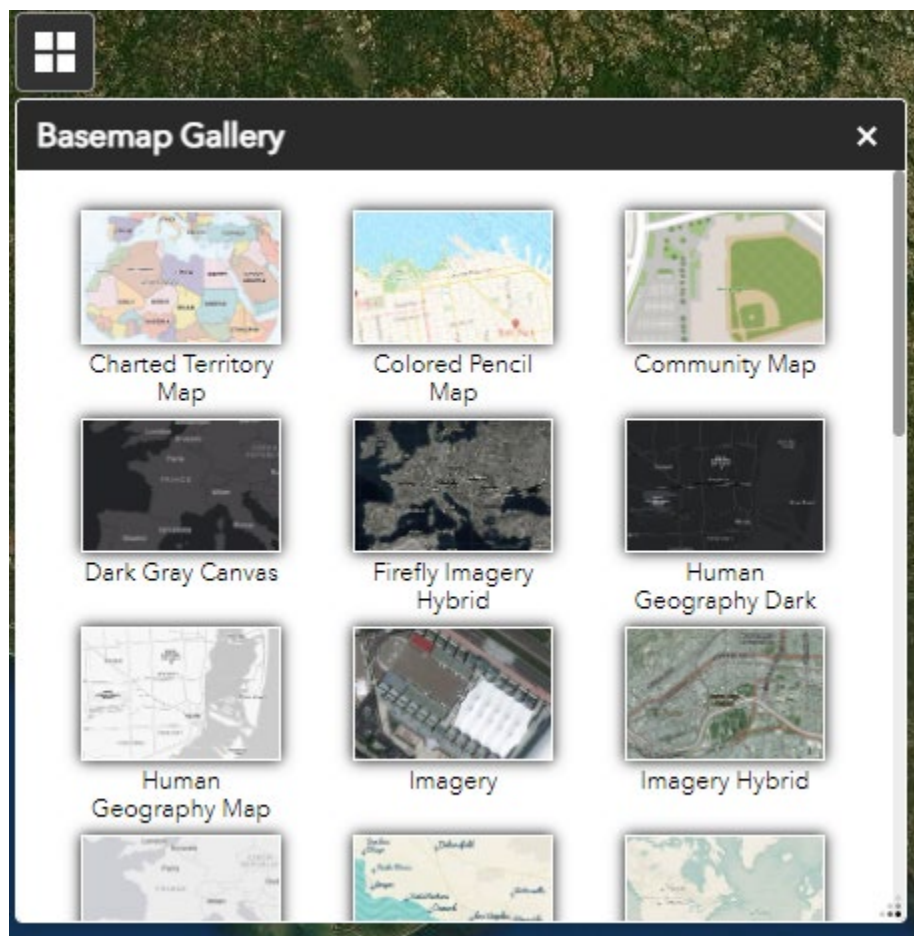 Basemap Gallery
Charted Territory
Map
Colored Pencil
Map
Community Map
Dark Gray Canvas
Firefly Imagery
Hybrid
Human
Geography Dark
Human
Geography Map
Imagery
Imagery Hybrid